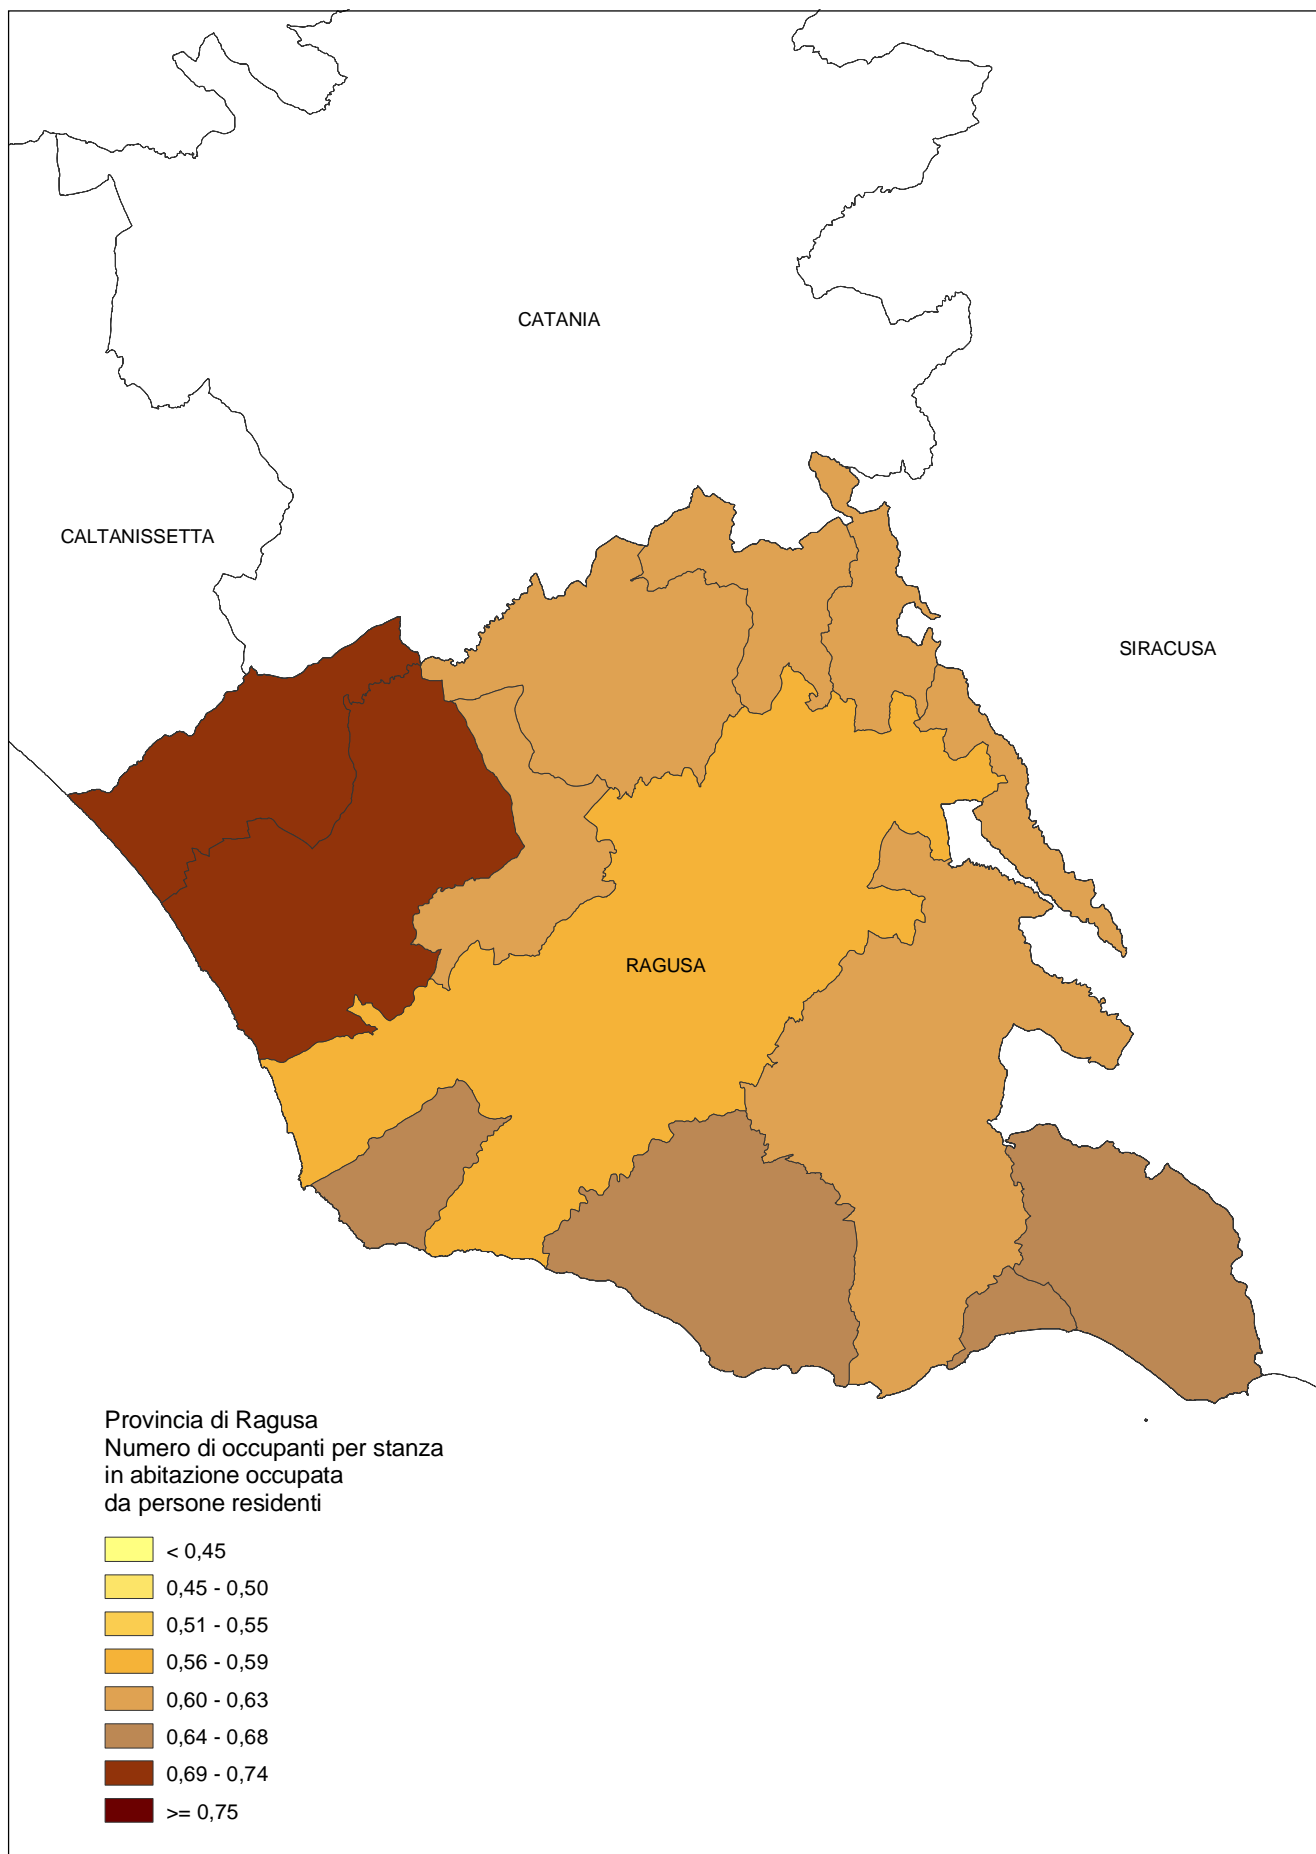 CATANIA
CALTANISSETTA
SIRACUSA
RAGUSA
Provincia di Ragusa
Numero di occupanti per stanza
in abitazione occupata
da persone residenti
< 0,45
0,45 - 0,50
0,51 - 0,55
0,56 - 0,59
0,60 - 0,63
0,64 - 0,68
0,69 - 0,74
>= 0,75